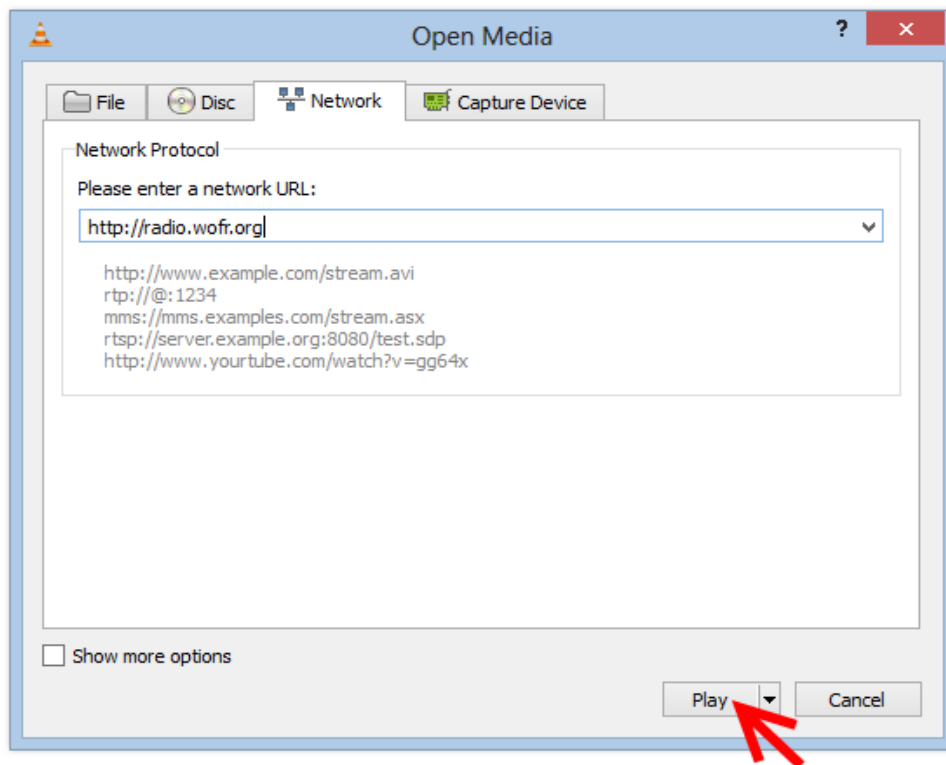 Open Media
?
File Disc Network Capture Device
Network Protocol
Please enter a network URL:
http://radio.wofr.org
http://www.example.com/stream.avi
rtp://@:1234
mms://mms.examples.com/stream.asx
rtsp://server.example.org:8080/test.sdp
http://www.yourtube.com/watch?v=gg64x
Show more options
Play Cancel